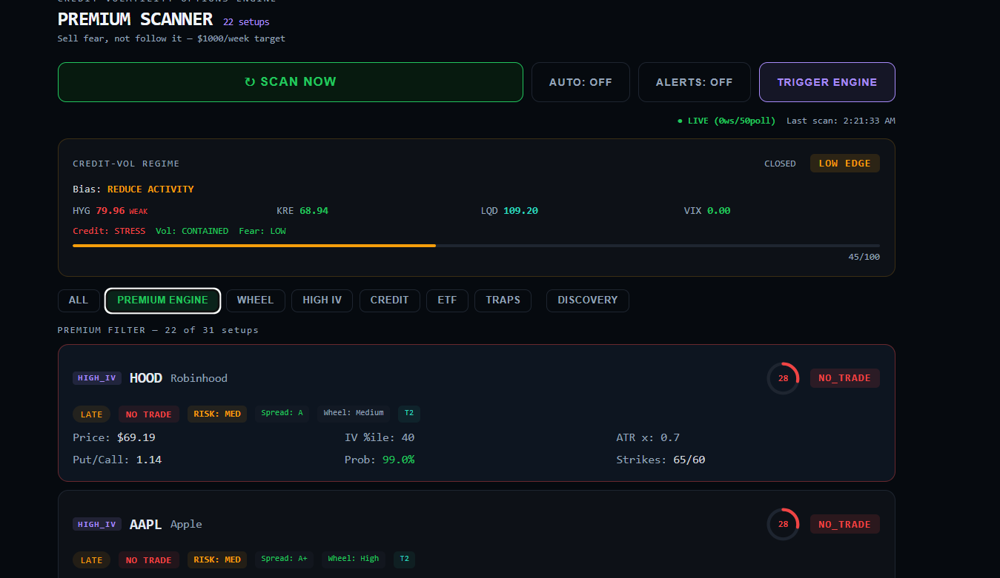 CREDIT-VOLATILITY OPTIONS ENGINE
PREMIUM SCANNER 22 setups
Sell fear, not follow it — $1000/week target
↻ SCAN NOW AUTO: OFF ALERTS: OFF TRIGGER ENGINE
● LIVE (0ws/50poll) Last scan: 2:21:33 AM
CREDIT-VOL REGIME CLOSED LOW EDGE
Bias: REDUCE ACTIVITY
HYG 79.96 WEAK KRE 68.94 LQD 109.20 VIX 0.00
Credit: STRESS Vol: CONTAINED Fear: LOW
45/100
ALL PREMIUM ENGINE WHEEL HIGH IV CREDIT ETF TRAPS DISCOVERY
PREMIUM FILTER — 22 of 31 setups
HIGH_IV HOOD Robinhood 28 NO_TRADE
LATE NO TRADE RISK: MED Spread: A Wheel: Medium T2
Price: $69.19 IV %ile: 40 ATR x: 0.7
Put/Call: 1.14 Prob: 99.0% Strikes: 65/60
HIGH_IV AAPL Apple 28 NO_TRADE
LATE NO TRADE RISK: MED Spread: A+ Wheel: High T2